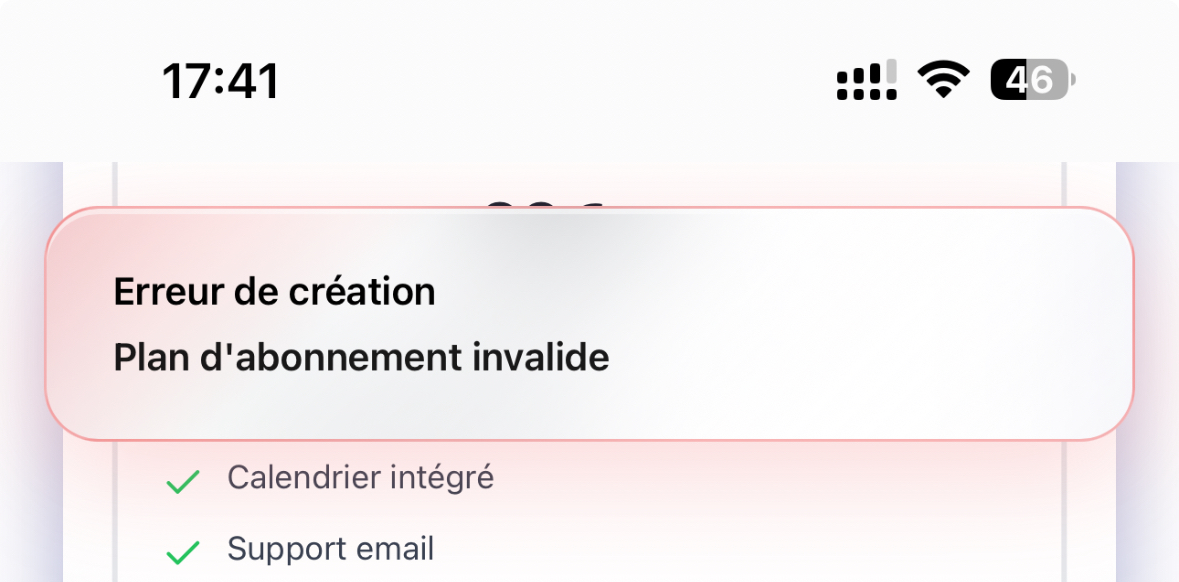 17:41
46
Erreur de création
Plan d'abonnement invalide
Calendrier intégré
Support email